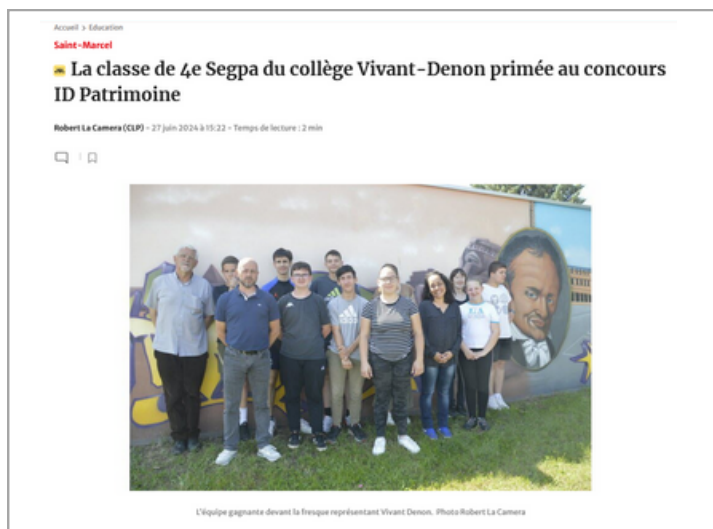 Accueil > Education
Saint-Marcel
La classe de 4e Segpa du collège Vivant-Denon primée au concours
ID Patrimoine
Robert La Camera (CLP) - 27 juin 2024 à 15:22 - Temps de lecture : 2 min
L'équipe gagnante devant la fresque représentant Vivant Denon. Photo Robert La Camera